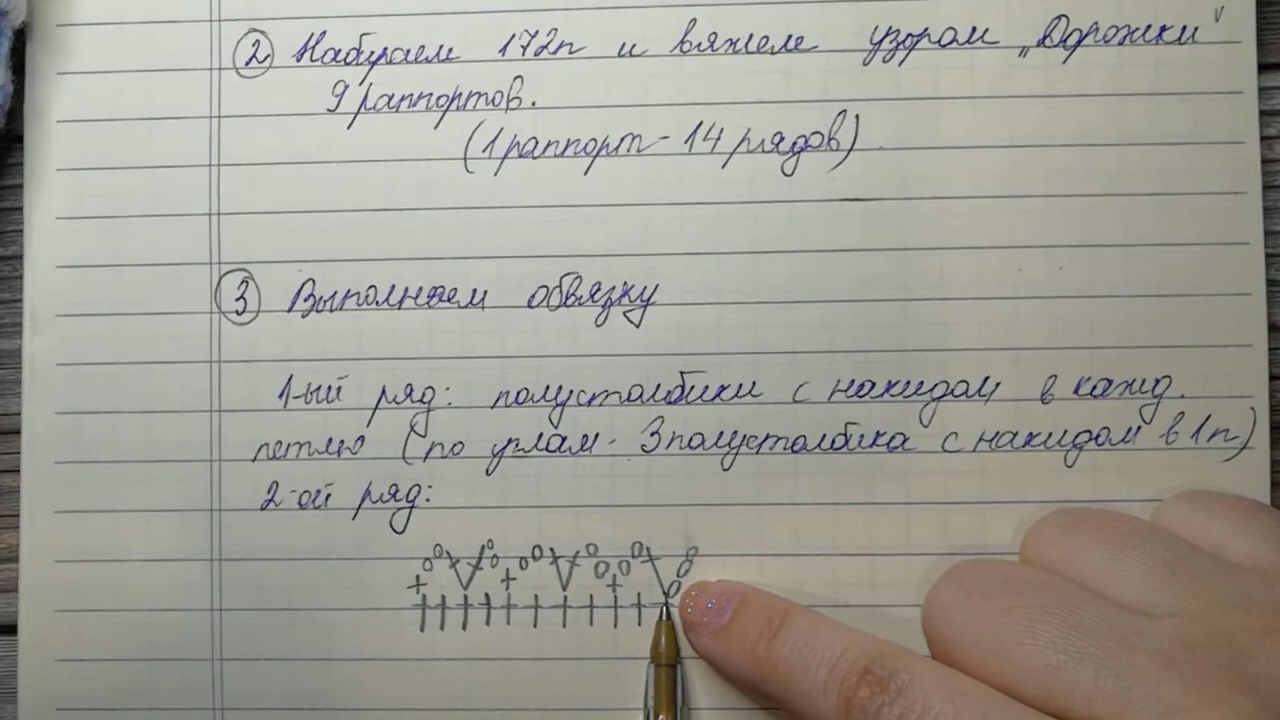 ② Набираем 172п и вяжем узором „Дорожки"
9 раппортов.
(1 раппорт - 14 рядов)
③ Выполняем обвязку
1-ый ряд: полустолбики с накидом в кажд.
петлю (по углам - 3 полустолбика с накидом в 1п)
2-ой ряд: